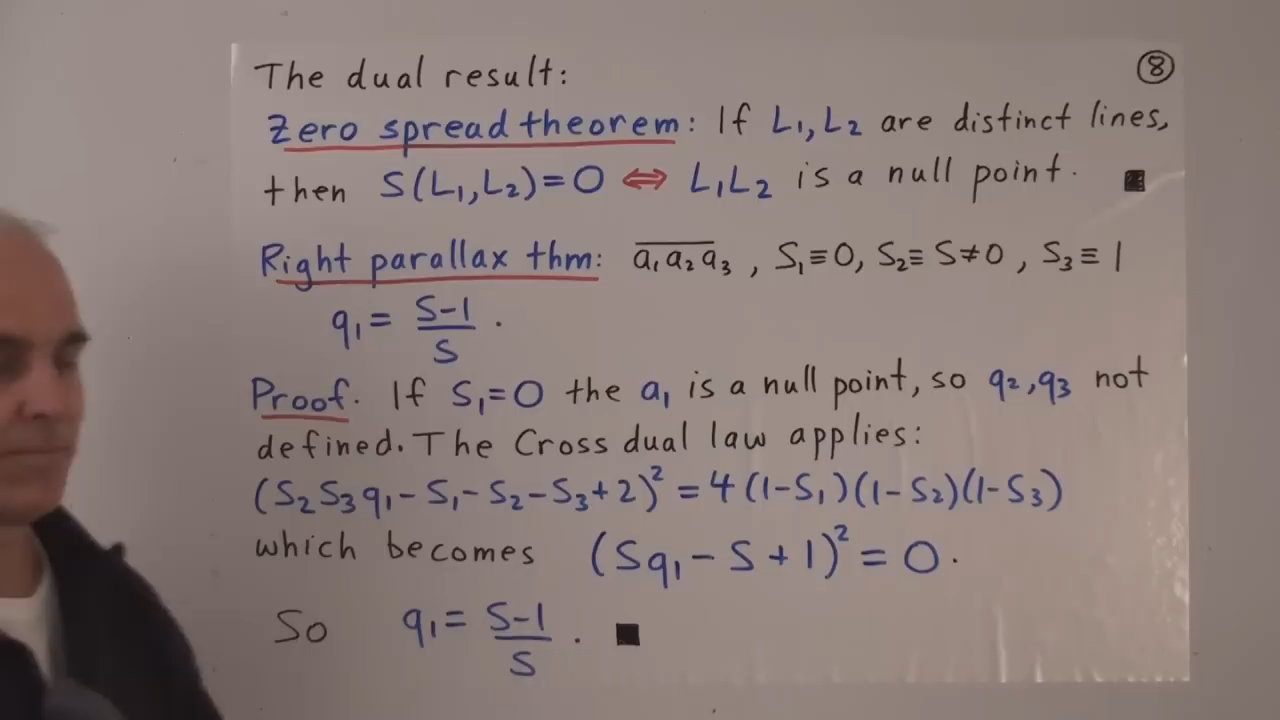 The dual result: ⑧
Zero spread theorem: If L₁, L₂ are distinct lines,
then S(L₁,L₂)=0 ⇔ L₁L₂ is a null point. ■
Right parallax thm: \overline{a₁a₂a₃}, S₁≡0, S₂≡S≠0, S₃≡1
q₁ = \frac{S-1}{S}.
Proof. If S₁=0 the a₁ is a null point, so q₂,q₃ not
defined. The Cross dual law applies:
(S₂S₃q₁-S₁-S₂-S₃+2)²=4(1-S₁)(1-S₂)(1-S₃)
which becomes (Sq₁-S+1)²=0.
So q₁ = \frac{S-1}{S}. ■